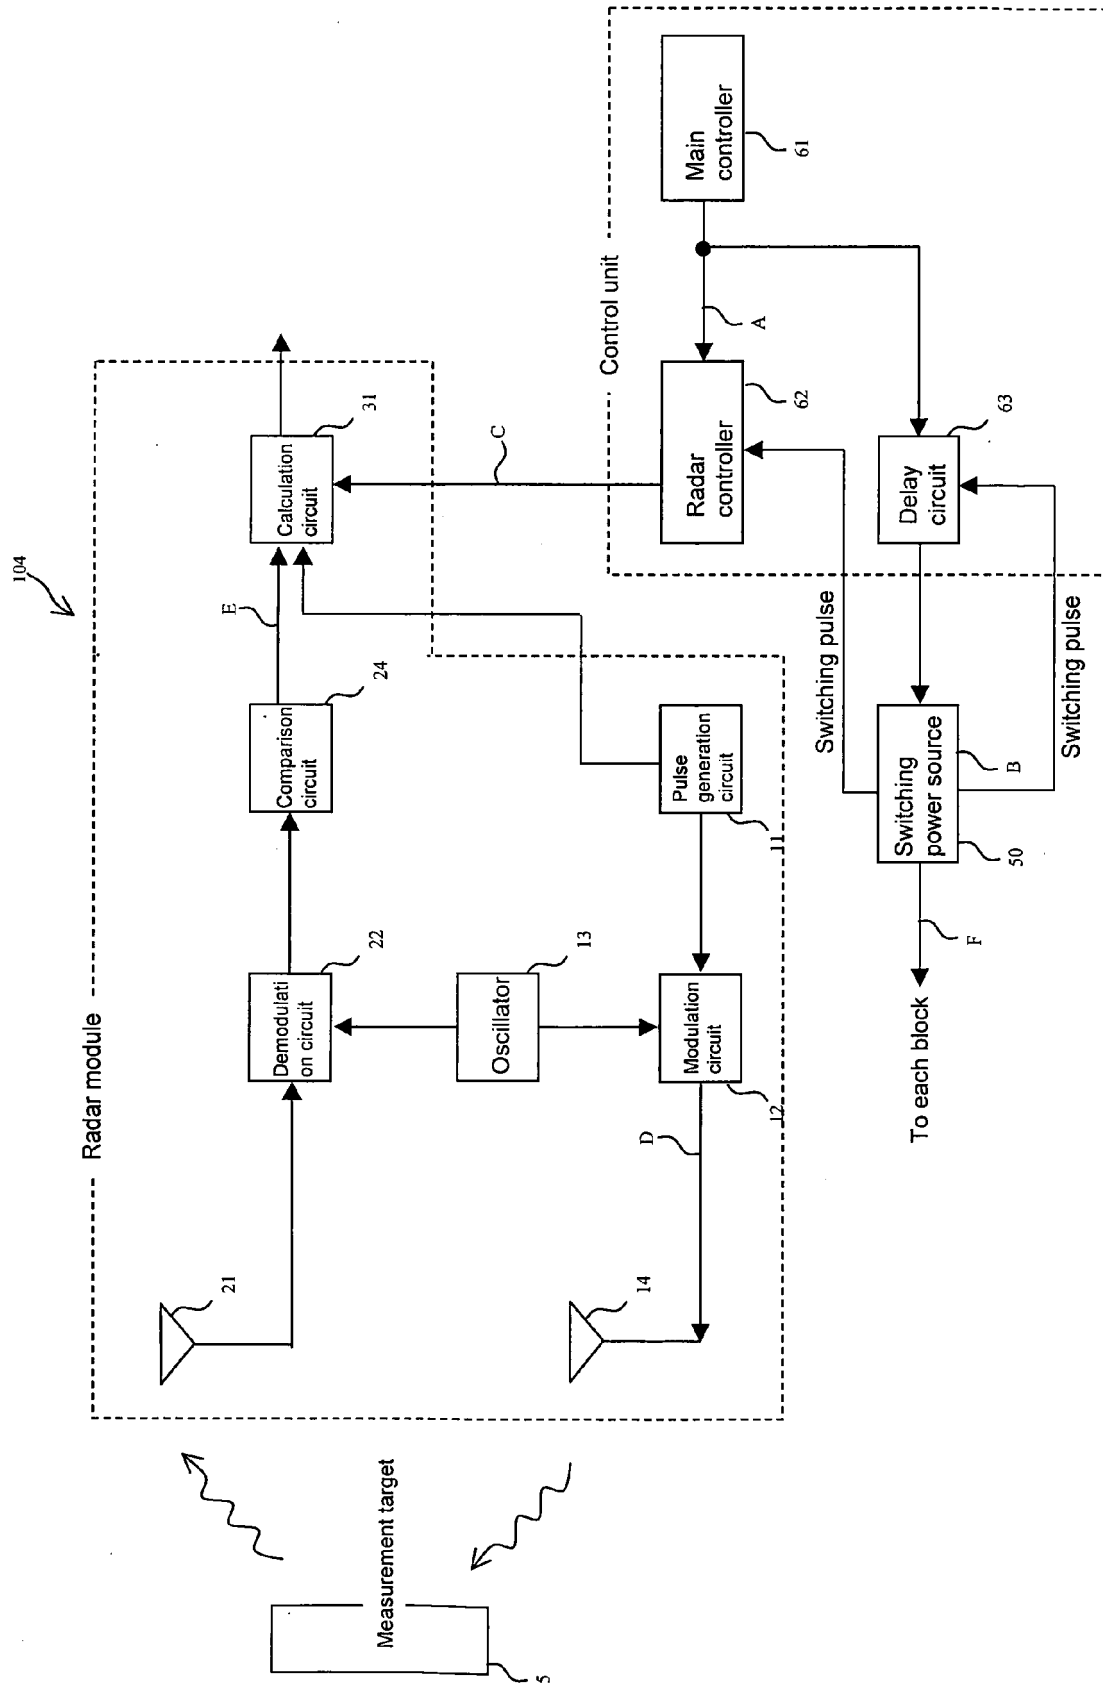 104
Radar module
Measurement target
5
21
14
Demodulati
on circuit
22
Oscillator
13
Modulation
circuit
12
D
Comparison
circuit
24
E
Pulse
generation
circuit
11
Calculation
circuit
31
C
Control unit
Main
controller
61
A
Radar
controller
62
Delay
circuit
63
Switching pulse
Switching pulse
Switching
power source
B
50
F
To each block